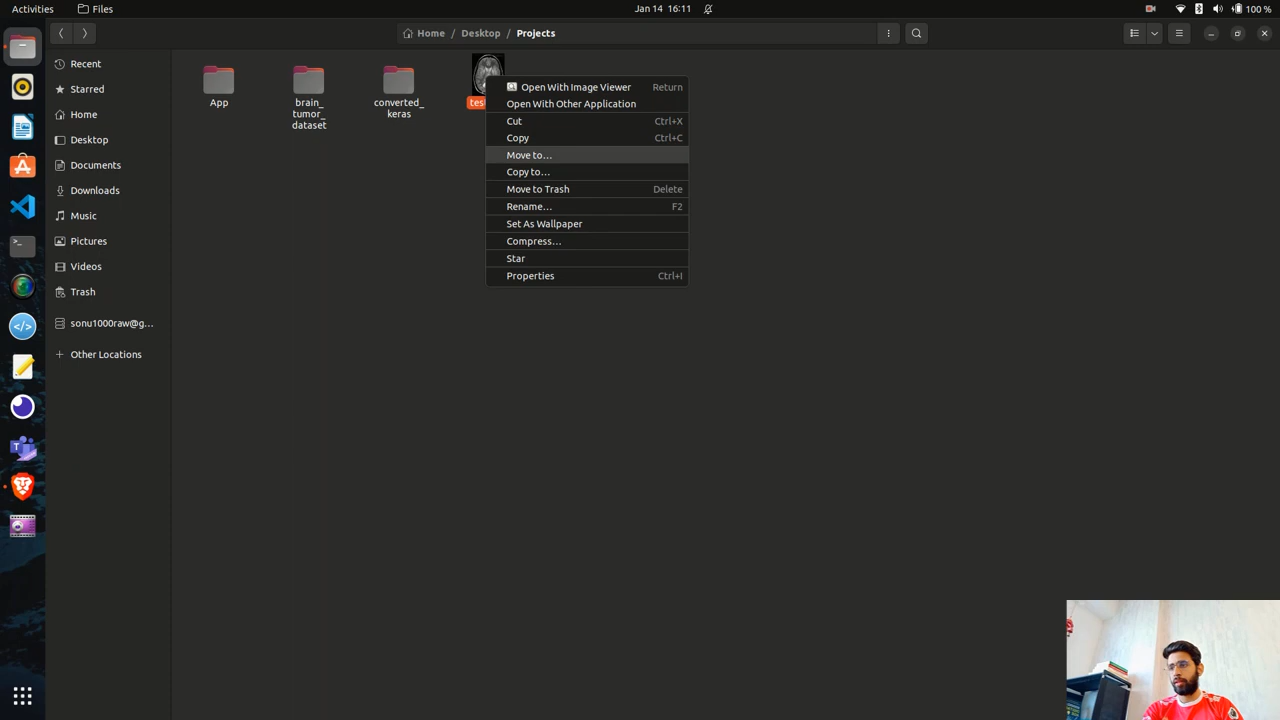 Activities Files Jan 14 16:11 100 %
Home / Desktop / Projects
Recent
Starred
Home
Desktop
Documents
Downloads
Music
Pictures
Videos
Trash
sonu1000raw@g...
+ Other Locations
App
brain_
tumor_
dataset
converted_
keras
Open With Image Viewer Return
Open With Other Application
Cut Ctrl+X
Copy Ctrl+C
Move to…
Copy to…
Move to Trash Delete
Rename… F2
Set As Wallpaper
Compress…
Star
Properties Ctrl+I